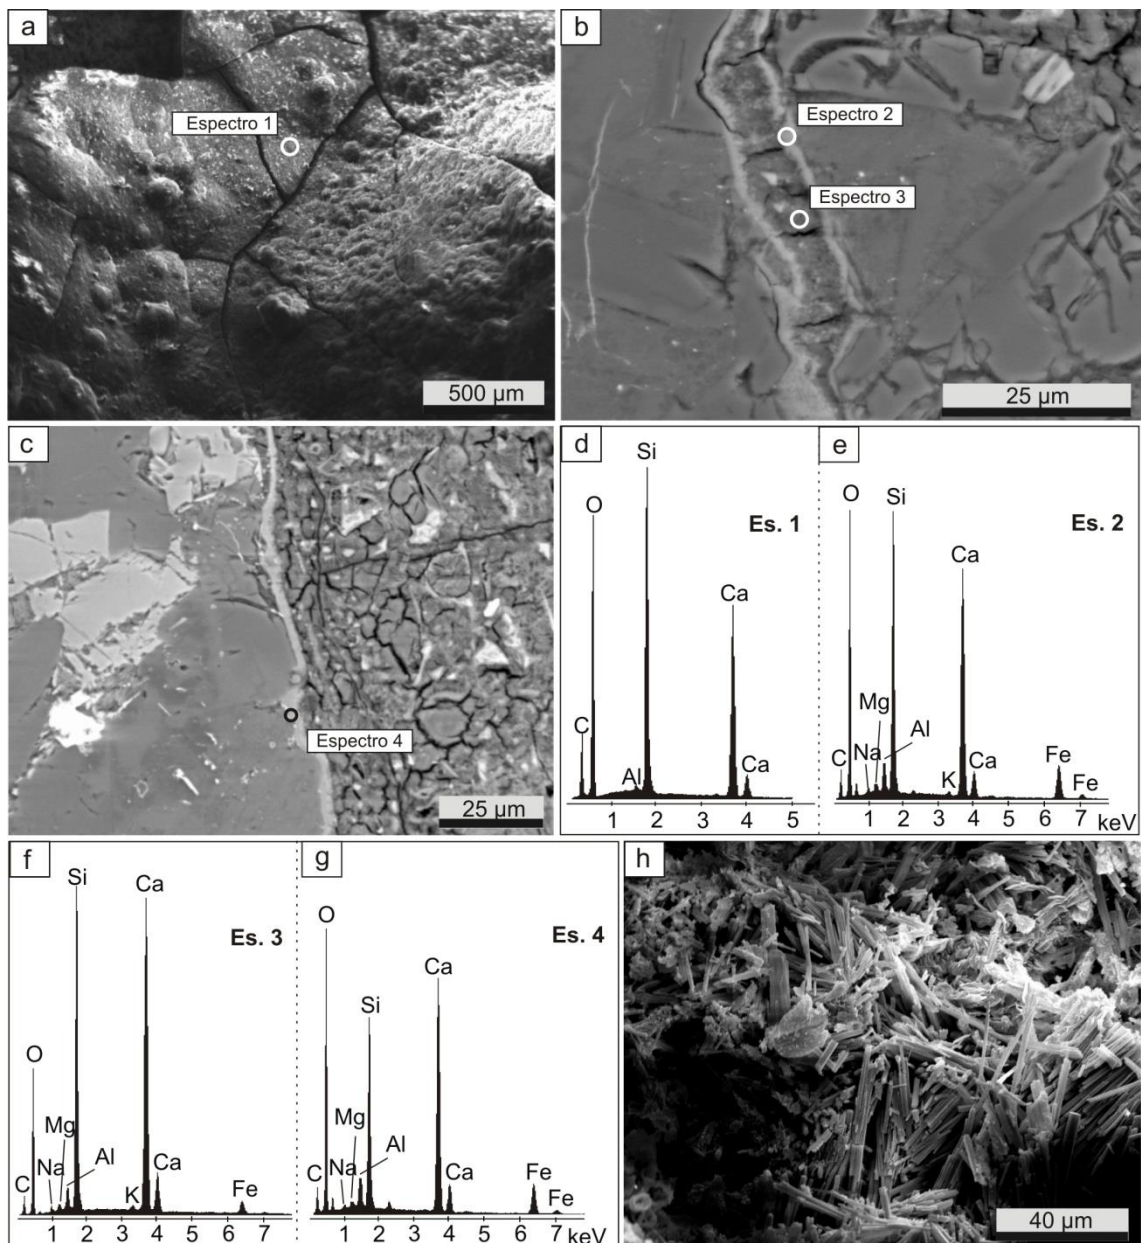 a
Espectro 1
500 µm
b
Espectro 2
Espectro 3
25 µm
c
Espectro 4
25 µm
d
Si
O
Es. 1
Ca
C
Al
Ca
1 2 3 4 5
e
O
Si
Es. 2
Ca
Mg
Al
C
Na
K
Ca
Fe
Fe
1 2 3 4 5 6 7 keV
f
Si
Ca
Es. 3
O
Mg
Al
Na
C
K
Ca
Fe
1 2 3 4 5 6 7
g
O
Es. 4
Ca
Si
Mg
Al
Na
C
Ca
Fe
Fe
1 2 3 4 5 6 7 keV
h
40 µm